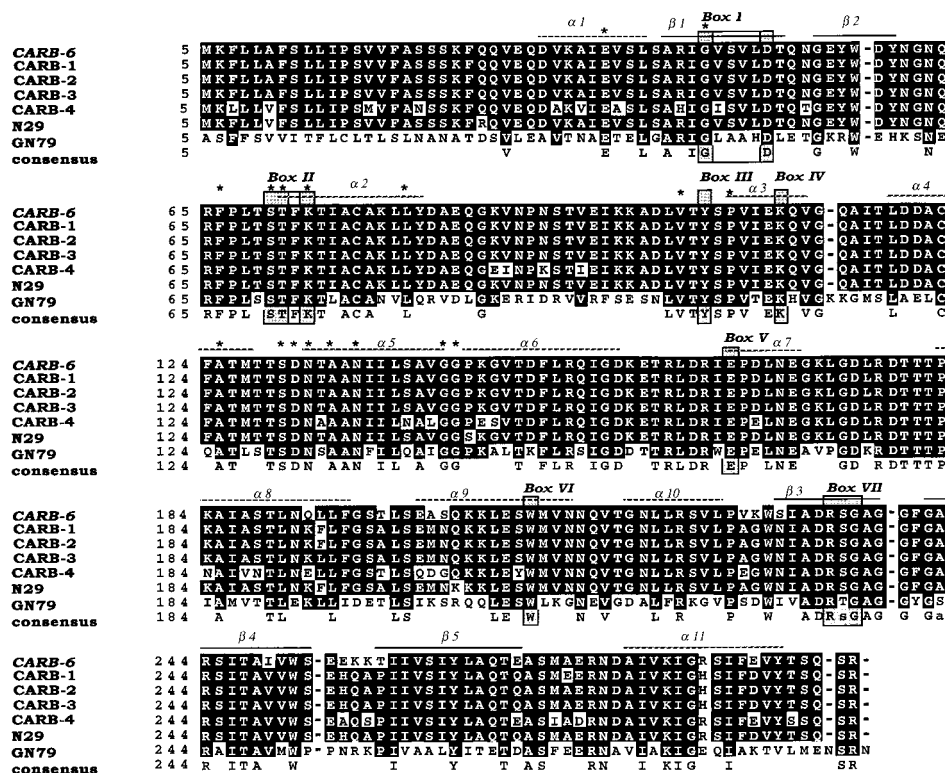 α1 β1 Box I β2
*
CARB-6 5 MKFLLAFSLLIPSVVFASSSKFQQVEQDVKAIEVSLSARIGVSVLDTQNGEYW-DYNGNQ
CARB-1 5 MKFLLAFSLLIPSVVFASSSKFQQVEQDVKAIEVSLSARIGVSVLDTQNGEYW-DYNGNQ
CARB-2 5 MKFLLAFSLLIPSVVFASSSKFQQVEQDVKAIEVSLSARIGVSVLDTQNGEYW-DYNGNQ
CARB-3 5 MKFLLAFSLLIPSVVFASSSKFQQVEQDVKAIEVSLSARIGVSVLDTQNGEYW-DYNGNQ
CARB-4 5 MKLLLVFSLLIPSMVFANSSKFQQVEQDAKVIEASLSAHIGISVLDTQTGEYW-DYNGNQ
N29 5 MKFLLVFSLLIPSVVFASSSKFRQVEQDVKAIEVSLSARIGVSVLDTQNGEYW-DYNGNQ
GN79 5 ASFFSVVITFLCLTLSLNANATDSVLEAVTNAETELGARIGLAAHDLETGKRW-EHKSNE
consensus 5 V E L A IG D G W N
Box II α2 Box III α3 Box IV α4
* * * * * * *
CARB-6 65 RFPLTSTFKTIACAKLLYDAEQGKVNPNSTVEIKKADLVTYSPVIEKQVG-QAITLDDAC
CARB-1 65 RFPLTSTFKTIACAKLLYDAEQGKVNPNSTVEIKKADLVTYSPVIEKQVG-QAITLDDAC
CARB-2 65 RFPLTSTFKTIACAKLLYDAEQGKVNPNSTVEIKKADLVTYSPVIEKQVG-QAITLDDAC
CARB-3 65 RFPLTSTFKTIACAKLLYDAEQGKVNPNSTVEIKKADLVTYSPVIEKQVG-QAITLDDAC
CARB-4 65 RFPLTSTFKTIACAKLLYDAEQGEINPKSTIEIKKADLVTYSPVIEKQVG-QAITLDDAC
N29 65 RFPLTSTFKTIACAKLLYDAEQGKVNPNSTVEIKKADLVTYSPVIEKQVG-QAITLDDAC
GN79 65 RFPLSSTFKTLACANVLQRVDLGKERIDRVVRFSESNLVTYSPVTEKHVGKKGMSLAELC
consensus 65 RFPL STFKT ACA L G LVTYSPV EK VG L C
* * * * * * * α5 α6 Box V α7
CARB-6 124 FATMTTSDNTAANIILSAVGGPKGVTDFLRQIGDKETRLDRIEPDLNEGKLGDLRDTTTP
CARB-1 124 FATMTTSDNTAANIILSAVGGPKGVTDFLRQIGDKETRLDRIEPDLNEGKLGDLRDTTTP
CARB-2 124 FATMTTSDNTAANIILSAVGGPKGVTDFLRQIGDKETRLDRIEPDLNEGKLGDLRDTTTP
CARB-3 124 FATMTTSDNTAANIILSAVGGPKGVTDFLRQIGDKETRLDRIEPDLNEGKLGDLRDTTTP
CARB-4 124 FATMTTSDNAAANIILNALGGPESVTDFLRQIGDKETRLDRIEPELNEGKLGDLRDTTTP
N29 124 FATMTTSDNTAANIILSAVGGSKGVTDFLRQIGDKETRLDRIEPDLNEGKLGDLRDTTTP
GN79 124 QATLSTSDNSAANFILQAIGGPKALTKFLRSIGDDTTRLDRWEPELNEAVPGDKRDTTTP
consensus 124 AT TSDN AAN IL A GG T FLR IGD TRLDR EP LNE GD RDTTTP
α8 α9 Box VI α10 β3 Box VII
CARB-6 184 KAIASTLNQLLFGSTLSEASQKKLESWMVNNQVTGNLLRSVLPVKWSIADRSGAG-GFGA
CARB-1 184 KAIASTLNKFLFGSALSEMNQKKLESWMVNNQVTGNLLRSVLPAGWNIADRSGAG-GFGA
CARB-2 184 KAIASTLNKFLFGSALSEMNQKKLESWMVNNQVTGNLLRSVLPAGWNIADRSGAG-GFGA
CARB-3 184 KAIASTLNKFLFGSALSEMNQKKLESWMVNNQVTGNLLRSVLPAGWNIADRSGAG-GFGA
CARB-4 184 NAIVNTLNELLFGSTLSQDGQKKLEYWMVNNQVTGNLLRSVLPEGWNIADRSGAG-GFGA
N29 184 KAIASTLNKFLFGSALSEMNKKKLESWMVNNQVTGNLLRSVLPAGWNIADRSGAG-GFGA
GN79 184 IAMVTTLEKLLIDETLSIKSRQQLESWLKGNEVGDALFRKGVPSDWIVADRTGAG-GYGS
consensus 184 A TL L LS LE W N V L R P W ADRsGAG G Ga
β4 β5 α11
CARB-6 244 RSITAIVWS-EEKKTIIVSIYLAQTEASMAERNDAIVKIGRSIFEVYTSQ-SR-
CARB-1 244 RSITAVVWS-EHQAPIIVSIYLAQTQASMEERNDAIVKIGHSIFDVYTSQ-SR-
CARB-2 244 RSITAVVWS-EHQAPIIVSIYLAQTQASMAERNDAIVKIGHSIFDVYTSQ-SR-
CARB-3 244 RSITAVVWS-EHQAPIIVSIYLAQTQASMAERNDAIVKIGHSIFDVYTSQ-SR-
CARB-4 244 RSITAVVWS-EAQSPIIVSIYLAQTEASIADRNDAIVKIGRSIFEVYSSQ-SR-
N29 244 RSITAVVWS-EHQAPIIVSIYLAQTQASMAERNDAIVKIGHSIFDVYTSQ-SR-
GN79 244 RAITAVMWP-PNRKPIVAALYITETDASFEERNAVIAKIGEQIAKTVLMENSRN
consensus 244 R ITA W I Y T AS RN I KIG I SR